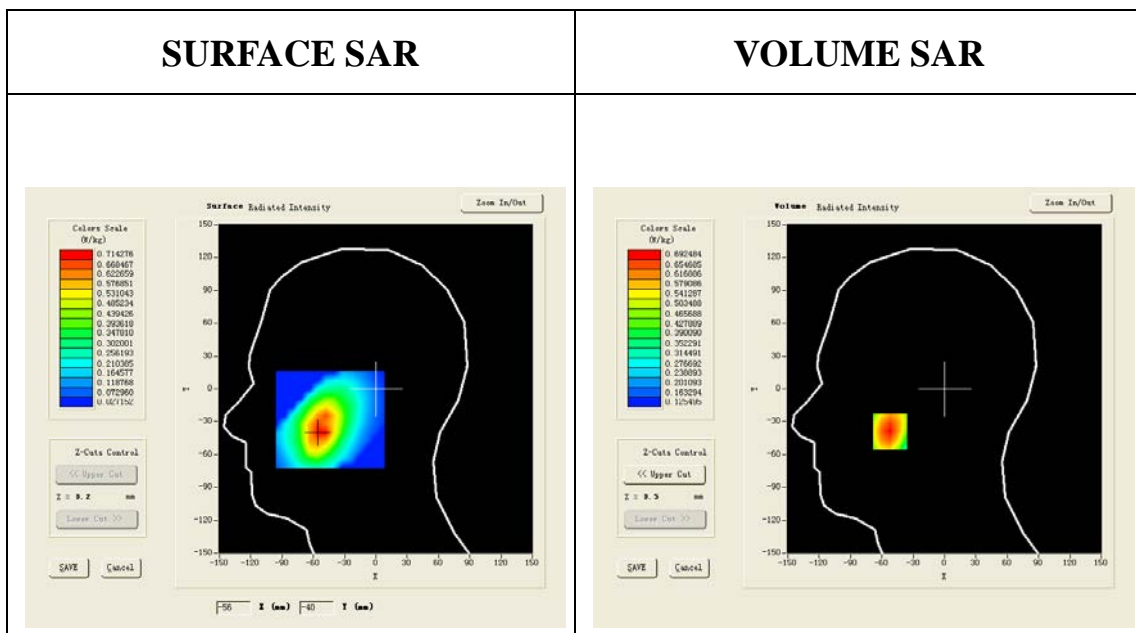 SURFACE SAR
VOLUME SAR
Surface Radiated Intensity
Zoom In/Out
Colors Scale
(W/kg)
0.714276
0.668467
0.622659
0.576851
0.531043
0.485234
0.439426
0.393618
0.347810
0.302001
0.256193
0.210385
0.164577
0.118768
0.072960
0.027152
150
120
90
60
30
0
-30
-60
-90
-120
-150
Y
-150 -120 -90 -60 -30 0 30 60 90 120 150
X
Z-Cuts Control
<< Upper Cut
Z = 0.2 mm
Lower Cut >>
SAVE Cancel
-56 X (mm) -40 Y (mm)
Volume Radiated Intensity
Zoom In/Out
Colors Scale
(W/kg)
0.692484
0.654685
0.616886
0.579086
0.541287
0.503488
0.465688
0.427889
0.390090
0.352291
0.314491
0.276692
0.238893
0.201093
0.163294
0.125495
150
120
90
60
30
0
-30
-60
-90
-120
-150
Y
-150 -120 -90 -60 -30 0 30 60 90 120 150
X
Z-Cuts Control
<< Upper Cut
Z = 0.5 mm
Lower Cut >>
SAVE Cancel